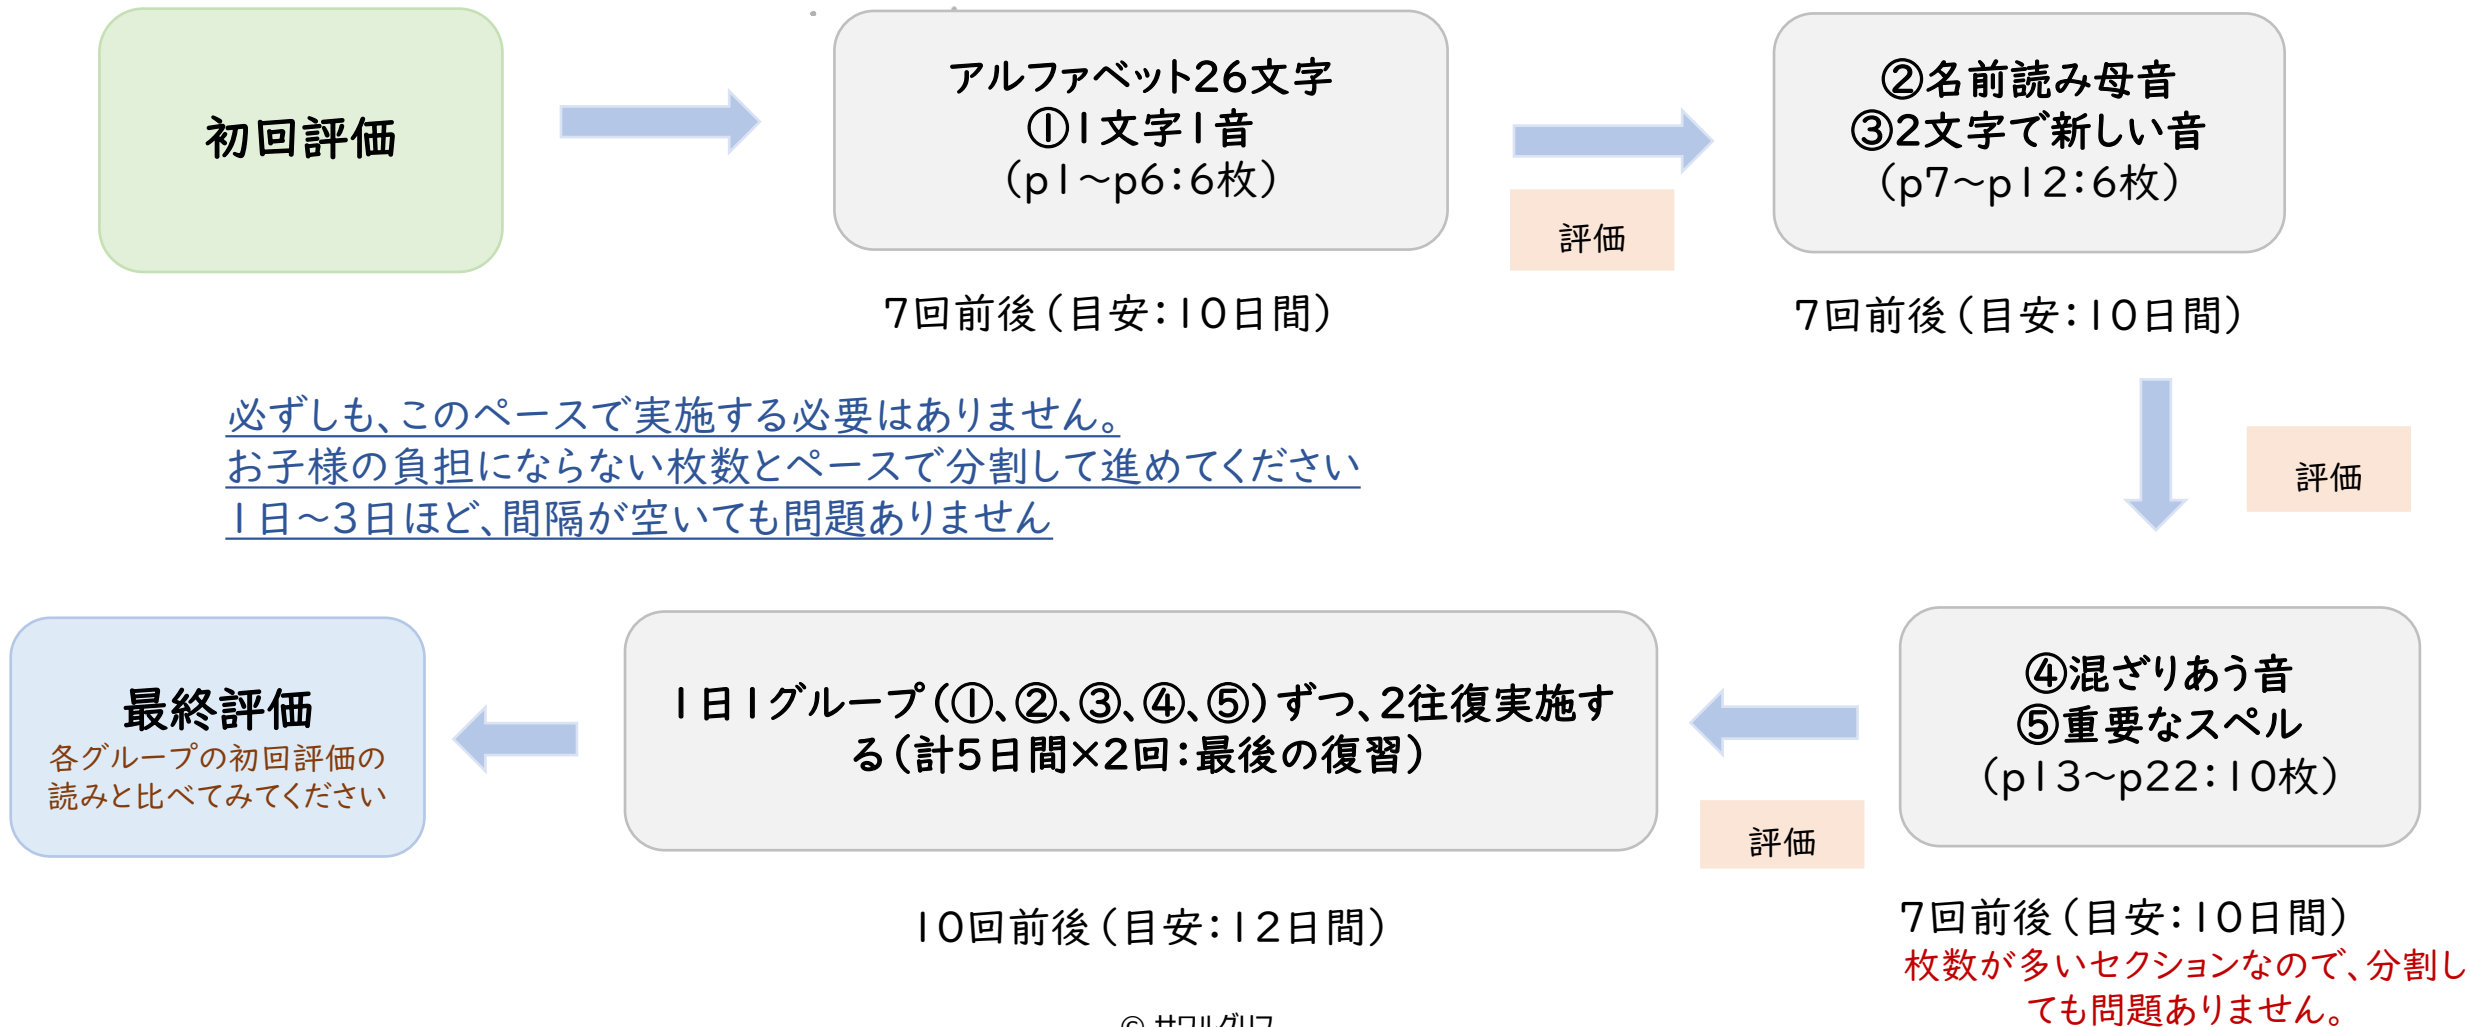 初回評価
アルファベット26文字
①1文字1音
(p1～p6:6枚)
7回前後(目安:10日間)
評価
②名前読み母音
③2文字で新しい音
(p7～p12:6枚)
7回前後(目安:10日間)
評価
必ずしも、このペースで実施する必要はありません。
お子様の負担にならない枚数とペースで分割して進めてください
1日～3日ほど、間隔が空いても問題ありません
④混ざりあう音
⑤重要なスペル
(p13～p22:10枚)
7回前後(目安:10日間)
枚数が多いセクションなので、分割し
ても問題ありません。
評価
1日1グループ(①、②、③、④、⑤)ずつ、2往復実施す
る(計5日間×2回:最後の復習)
10回前後(目安:12日間)
最終評価
各グループの初回評価の
読みと比べてみてください
© サワルグリフ